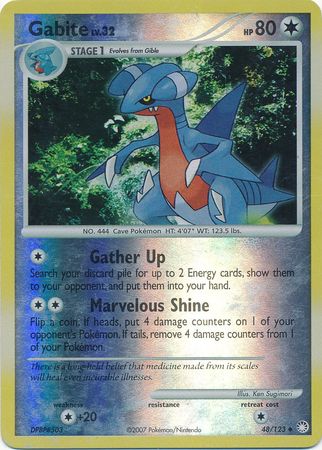 Gabite LV.32 HP 80
STAGE 1 Evolves from Gible
NO. 444 Cave Pokémon HT: 4'07" WT: 123.5 lbs.
Gather Up
Search your discard pile for up to 2 Energy cards, show them
to your opponent, and put them into your hand.
Marvelous Shine
Flip a coin. If heads, put 4 damage counters on 1 of your
opponent's Pokémon. If tails, remove 4 damage counters from 1
of your Pokémon.
There is a long-held belief that medicine made from its scales
will heal even incurable illnesses.
Illus. Ken Sugimori
weakness resistance retreat cost
+20
DPBP#503 ©2007 Pokémon/Nintendo 48/123